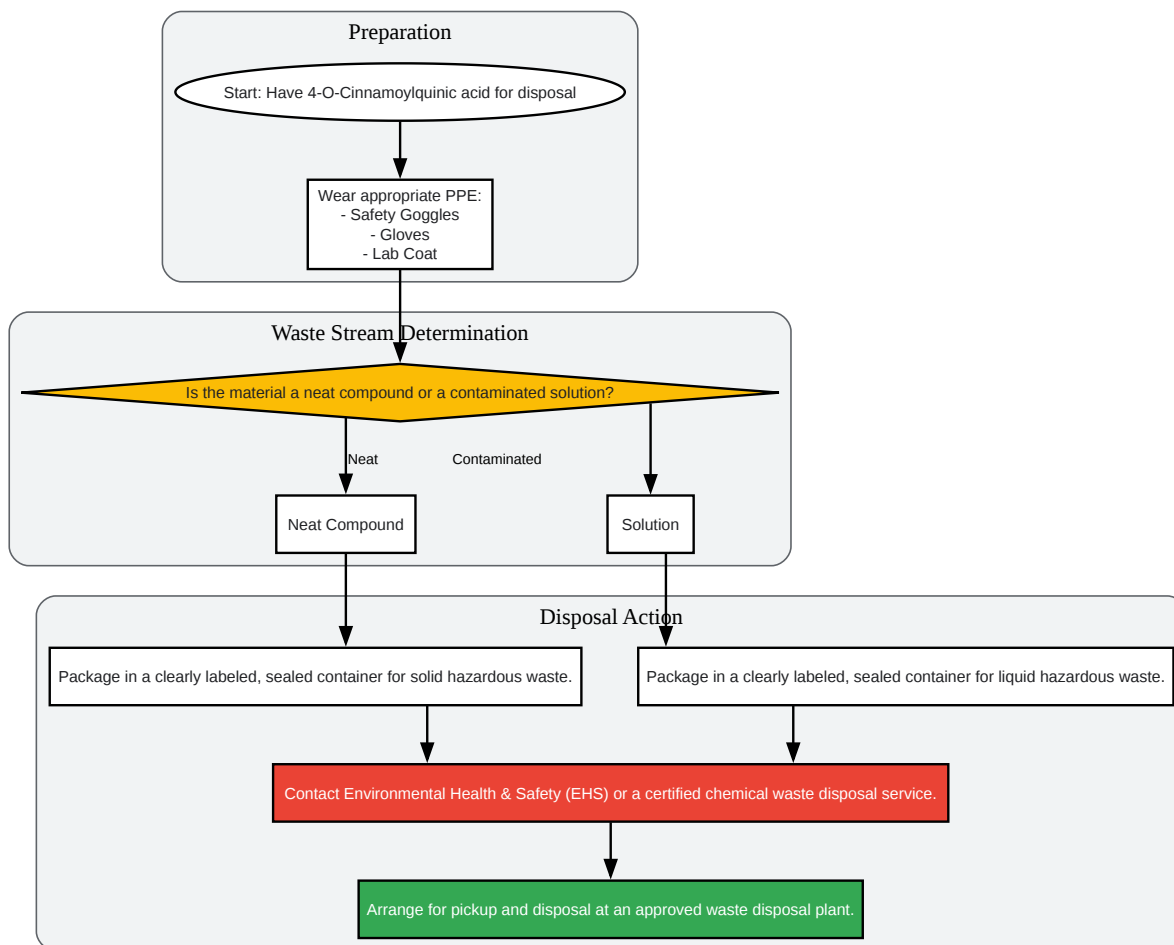 Preparation
Start: Have 4-O-Cinnamoylquinic acid for disposal
Wear appropriate PPE:
- Safety Goggles
- Gloves
- Lab Coat
Waste Stream Determination
Is the material a neat compound or a contaminated solution?
Neat
Contaminated
Neat Compound
Solution
Disposal Action
Package in a clearly labeled, sealed container for solid hazardous waste.
Package in a clearly labeled, sealed container for liquid hazardous waste.
Contact Environmental Health & Safety (EHS) or a certified chemical waste disposal service.
Arrange for pickup and disposal at an approved waste disposal plant.